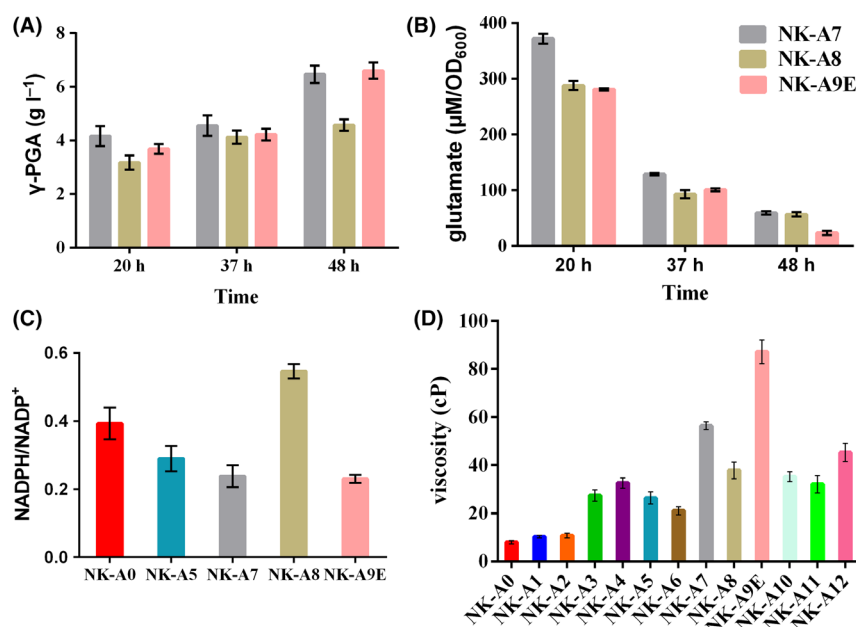 (A)
γ-PGA (g l⁻¹)
8
6
4
2
0
20 h
37 h
48 h
Time
(B)
glutamate (μM/OD₆₀₀)
400
300
200
100
0
20 h
37 h
48 h
Time
NK-A7
NK-A8
NK-A9E
(C)
NADPH/NADP⁺
0.6
0.4
0.2
0.0
NK-A0
NK-A5
NK-A7
NK-A8
NK-A9E
(D)
viscosity (cP)
100
80
60
40
20
0
NK-A0
NK-A1
NK-A2
NK-A3
NK-A4
NK-A5
NK-A6
NK-A7
NK-A8
NK-A9E
NK-A10
NK-A11
NK-A12